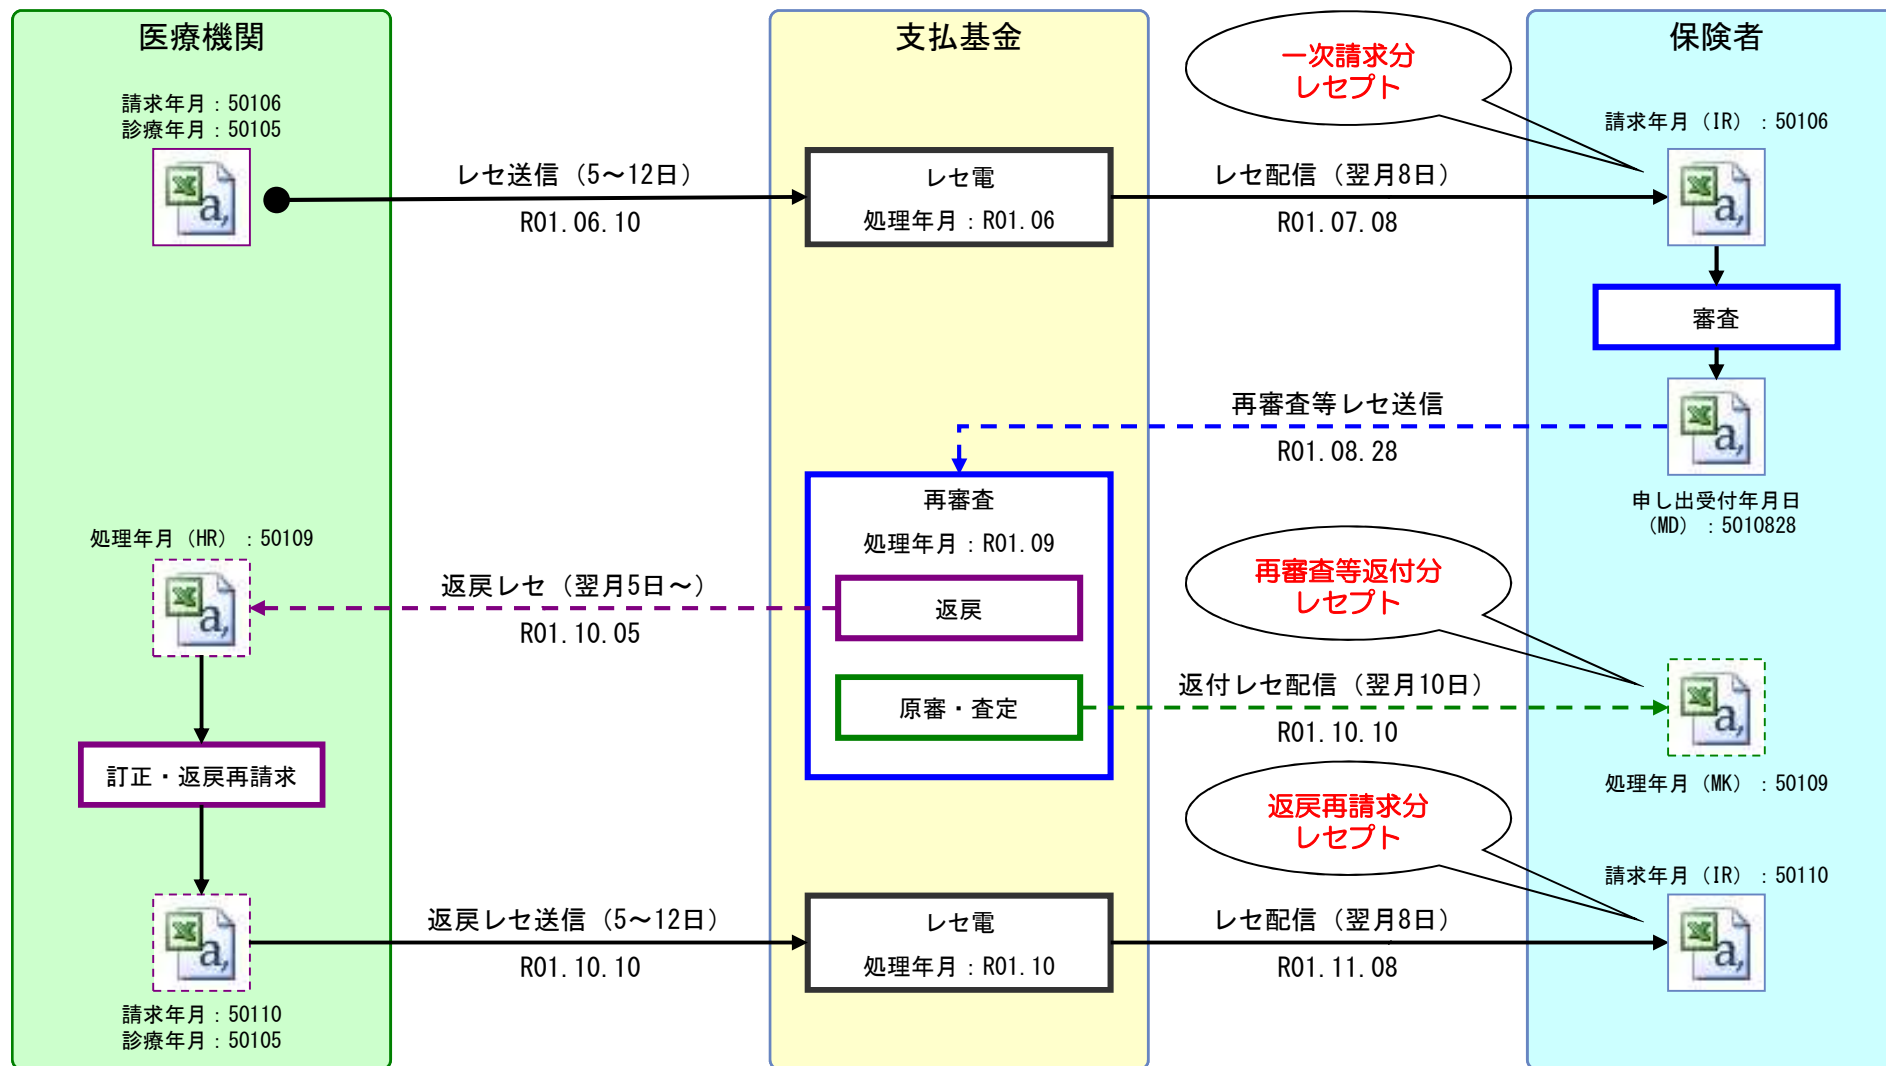 医療機関
支払基金
保険者
請求年月：50106
診療年月：50105
レセ送信（5～12日）
R01.06.10
レセ電
処理年月：R01.06
レセ配信（翌月8日）
R01.07.08
一次請求分
レセプト
請求年月（IR）：50106
審査
再審査等レセ送信
R01.08.28
申し出受付年月日
（MD）：5010828
再審査
処理年月：R01.09
返戻
原審・査定
処理年月（HR）：50109
返戻レセ（翌月5日～）
R01.10.05
再審査等返付分
レセプト
返付レセ配信（翌月10日）
R01.10.10
処理年月（MK）：50109
訂正・返戻再請求
返戻再請求分
レセプト
返戻レセ送信（5～12日）
R01.10.10
レセ電
処理年月：R01.10
レセ配信（翌月8日）
R01.11.08
請求年月（IR）：50110
請求年月：50110
診療年月：50105